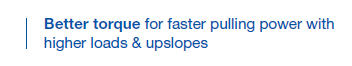 Better torque for faster pulling power with
higher loads & upslopes